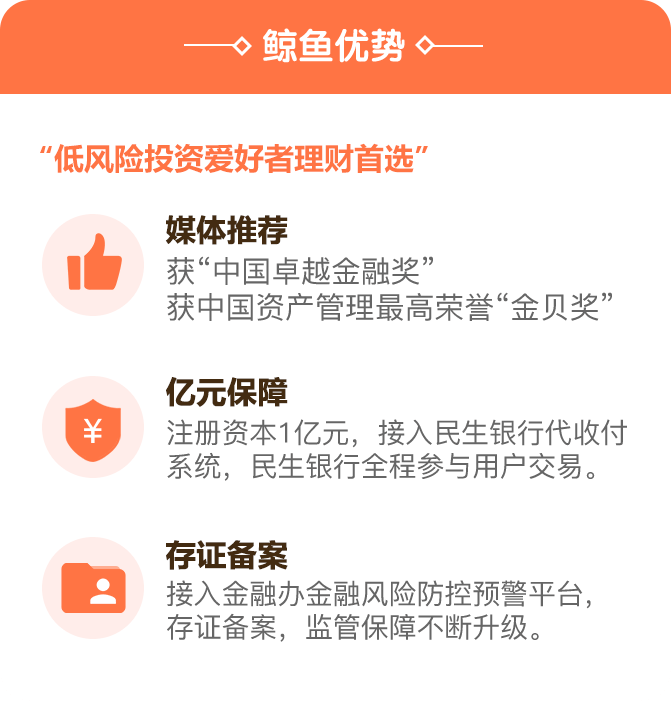 鲸鱼优势
“低风险投资爱好者理财首选”
媒体推荐
获“中国卓越金融奖”
获中国资产管理最高荣誉“金贝奖”
亿元保障
¥
注册资本1亿元，接入民生银行代收付
系统，民生银行全程参与用户交易。
存证备案
接入金融办金融风险防控预警平台，
存证备案，监管保障不断升级。